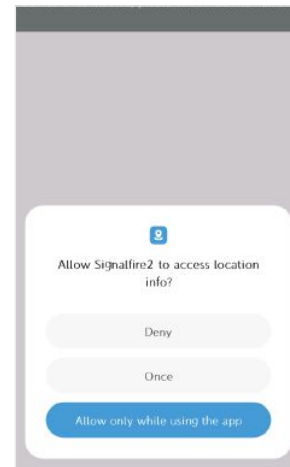 Allow Signalfire2 to access location
info?
Deny
Once
Allow only while using the app